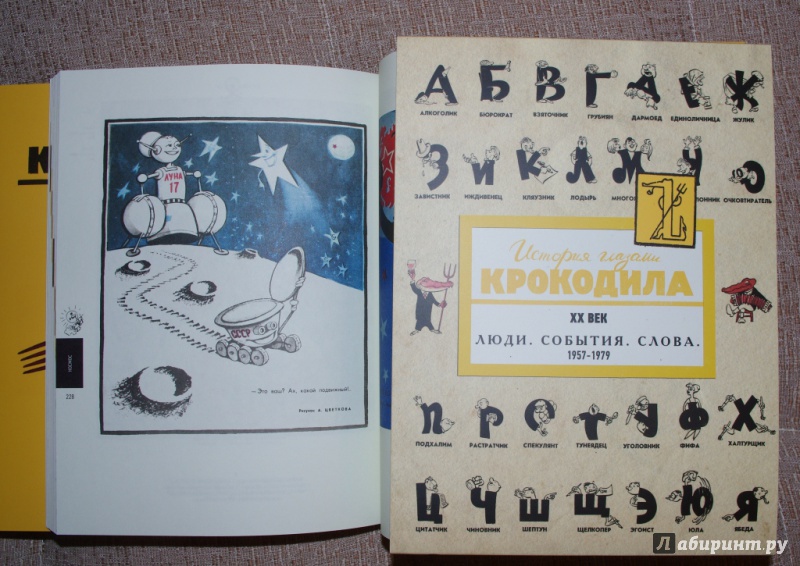 К
ЛУНА
17
СССР
— Это ваш? Ах, какой подвижный!
Рисунок А. ЦВЕТКОВА
КОСМОС
228
А Б В Г Д Е Ж
АЛКОГОЛИК БЮРОКРАТ ВЗЯТОЧНИК ГРУБИЯН ДАРМОЕД ЕДИНОЛИЧНИЦА ЖУЛИК
З И К Л М О
ЗАВИСТНИК ИЖДИВЕНЕЦ КЛЯУЗНИК ЛОДЫРЬ ОЧКОВТИРАТЕЛЬ
История глазами
КРОКОДИЛА
XX ВЕК
ЛЮДИ. СОБЫТИЯ. СЛОВА.
1957-1979
П Р С Т У Ф Х
ПОДХАЛИМ РАСТРАТЧИК СПЕКУЛЯНТ ТУНЕЯДЕЦ УГОЛОВНИК ФИФА ХАЛТУРЩИК
Ц Ч Ш Щ Э Ю Я
ЦИТАТЧИК ЧИНОВНИК ШЕПТУН ЩЕЛКОПЕР ЭГОИСТ ЮЛА ЯБЕДА
Лабиринт.ру